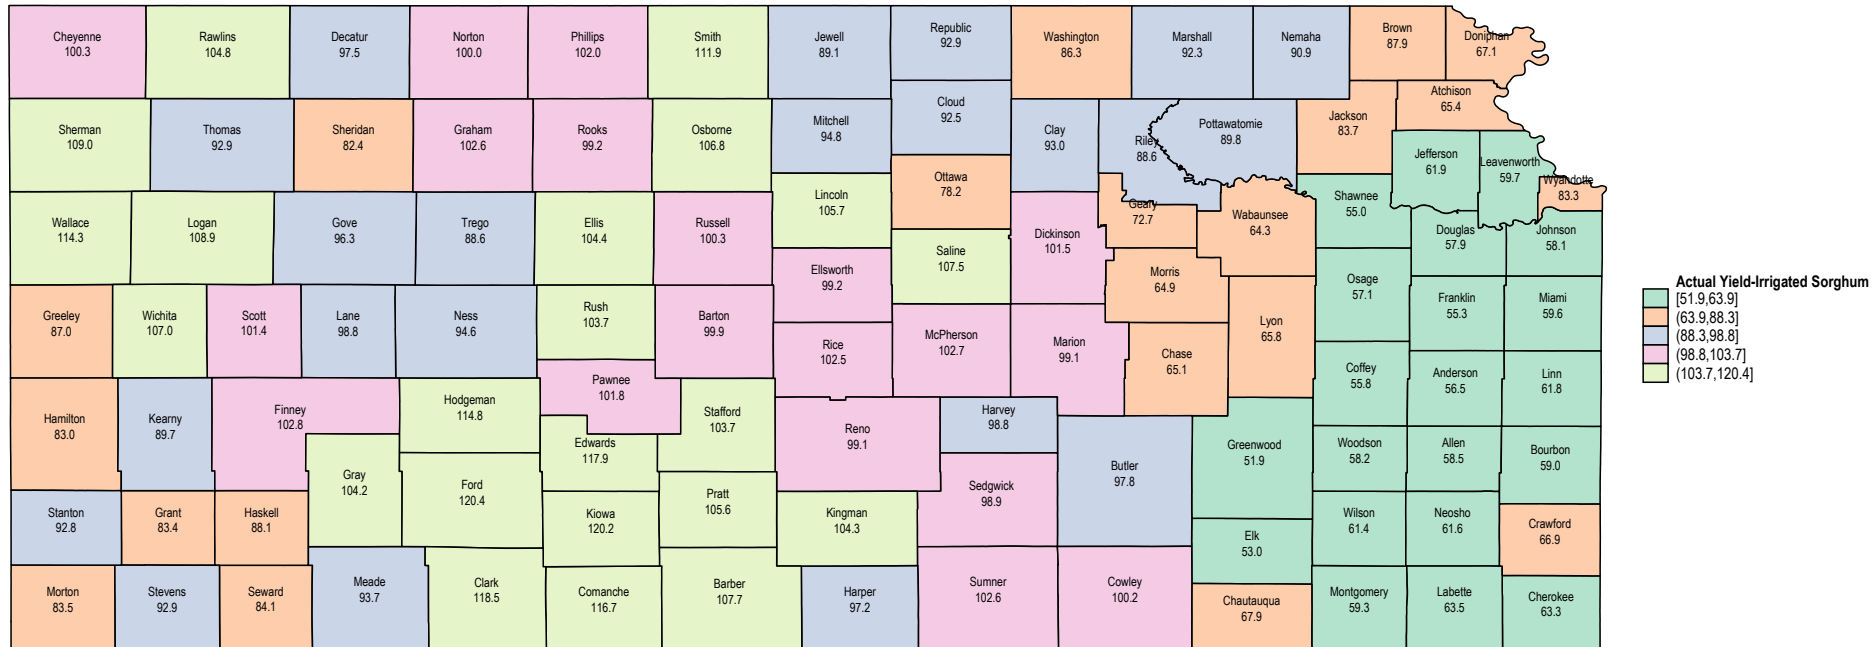 Cheyenne
100.3
Rawlins
104.8
Decatur
97.5
Norton
100.0
Phillips
102.0
Smith
111.9
Jewell
89.1
Republic
92.9
Washington
86.3
Marshall
92.3
Nemaha
90.9
Brown
87.9
Doniphan
67.1
Sherman
109.0
Thomas
92.9
Sheridan
82.4
Graham
102.6
Rooks
99.2
Osborne
106.8
Mitchell
94.8
Cloud
92.5
Clay
93.0
Riley
88.6
Pottawatomie
89.8
Jackson
83.7
Atchison
65.4
Jefferson
61.9
Leavenworth
59.7
Wyandotte
83.3
Ottawa
78.2
Lincoln
105.7
Wallace
114.3
Logan
108.9
Gove
96.3
Trego
88.6
Ellis
104.4
Russell
100.3
Saline
107.5
Dickinson
101.5
Geary
72.7
Wabaunsee
64.3
Shawnee
55.0
Douglas
57.9
Johnson
58.1
Ellsworth
99.2
Morris
64.9
Osage
57.1
Franklin
55.3
Miami
59.6
Greeley
87.0
Wichita
107.0
Scott
101.4
Lane
98.8
Ness
94.6
Rush
103.7
Barton
99.9
Rice
102.5
McPherson
102.7
Marion
99.1
Chase
65.1
Lyon
65.8
Coffey
55.8
Anderson
56.5
Linn
61.8
Hamilton
83.0
Kearny
89.7
Finney
102.8
Hodgeman
114.8
Pawnee
101.8
Stafford
103.7
Edwards
117.9
Reno
99.1
Harvey
98.8
Butler
97.8
Greenwood
51.9
Woodson
58.2
Allen
58.5
Bourbon
59.0
Gray
104.2
Ford
120.4
Kiowa
120.2
Pratt
105.6
Kingman
104.3
Sedgwick
98.9
Stanton
92.8
Grant
83.4
Haskell
88.1
Elk
53.0
Wilson
61.4
Neosho
61.6
Crawford
66.9
Morton
83.5
Stevens
92.9
Seward
84.1
Meade
93.7
Clark
118.5
Comanche
116.7
Barber
107.7
Harper
97.2
Sumner
102.6
Cowley
100.2
Chautauqua
67.9
Montgomery
59.3
Labette
63.5
Cherokee
63.3
Actual Yield-Irrigated Sorghum
[51.9,63.9]
(63.9,88.3]
(88.3,98.8]
(98.8,103.7]
(103.7,120.4]